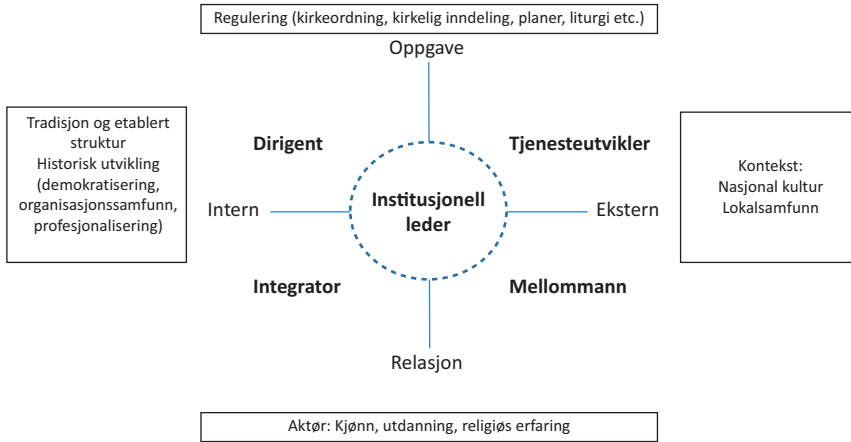 Regulering (kirkeordning, kirkelig inndeling, planer, liturgi etc.)
Oppgave
Tradisjon og etablert
struktur
Historisk utvikling
(demokratisering,
organisasjonssamfunn,
profesjonalisering)
Dirigent
Tjenesteutvikler
Intern
Institusjonell
leder
Ekstern
Kontekst:
Nasjonal kultur
Lokalsamfunn
Integrator
Mellommann
Relasjon
Aktør: Kjønn, utdanning, religiøs erfaring